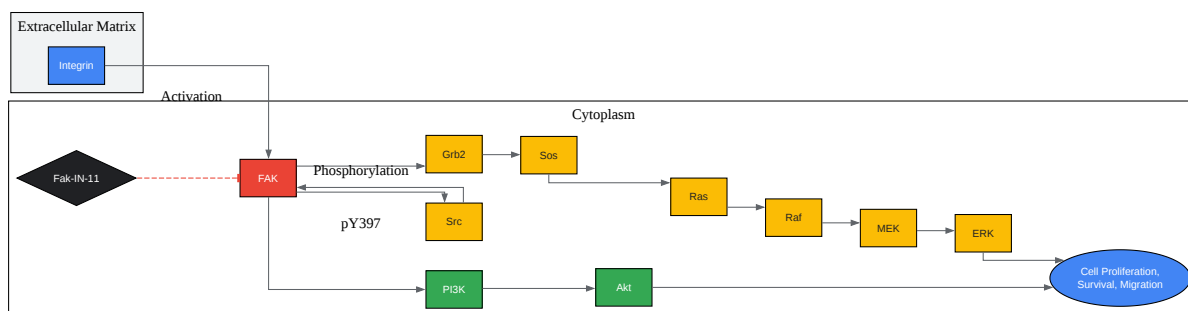 Extracellular Matrix
Integrin
Activation
Cytoplasm
Fak-IN-11
FAK
Phosphorylation
Grb2
Sos
pY397
Src
Ras
Raf
MEK
ERK
PI3K
Akt
Cell Proliferation,
Survival, Migration